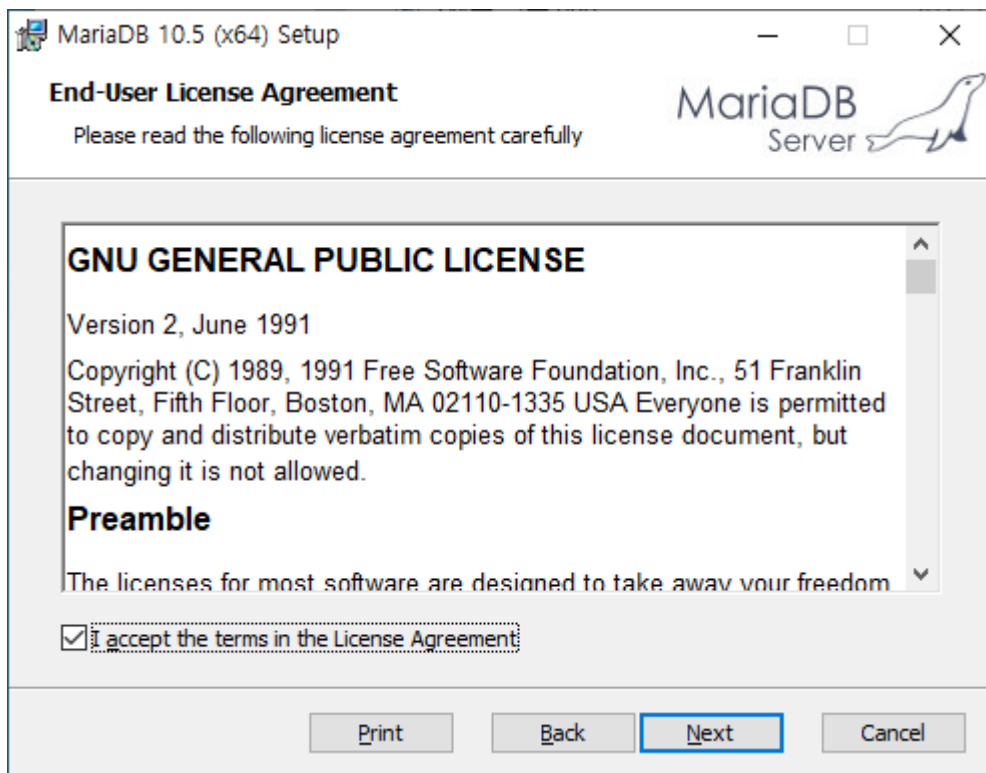 MariaDB 10.5 (x64) Setup
End-User License Agreement
Please read the following license agreement carefully
MariaDB
Server
GNU GENERAL PUBLIC LICENSE
Version 2, June 1991
Copyright (C) 1989, 1991 Free Software Foundation, Inc., 51 Franklin
Street, Fifth Floor, Boston, MA 02110-1335 USA Everyone is permitted
to copy and distribute verbatim copies of this license document, but
changing it is not allowed.
Preamble
The licenses for most software are designed to take away your freedom
I accept the terms in the License Agreement
Print
Back
Next
Cancel